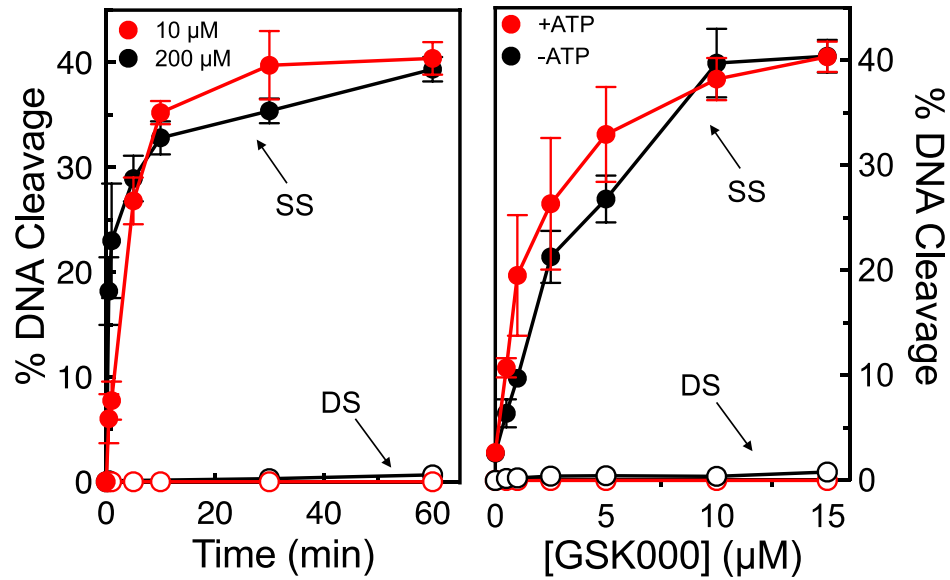 10 µM
200 µM
% DNA Cleavage
40
30
20
10
0
SS
DS
0
20
40
60
Time (min)
+ATP
-ATP
SS
DS
0
5
10
15
[GSK000] (µM)
40
30
20
10
0
% DNA Cleavage